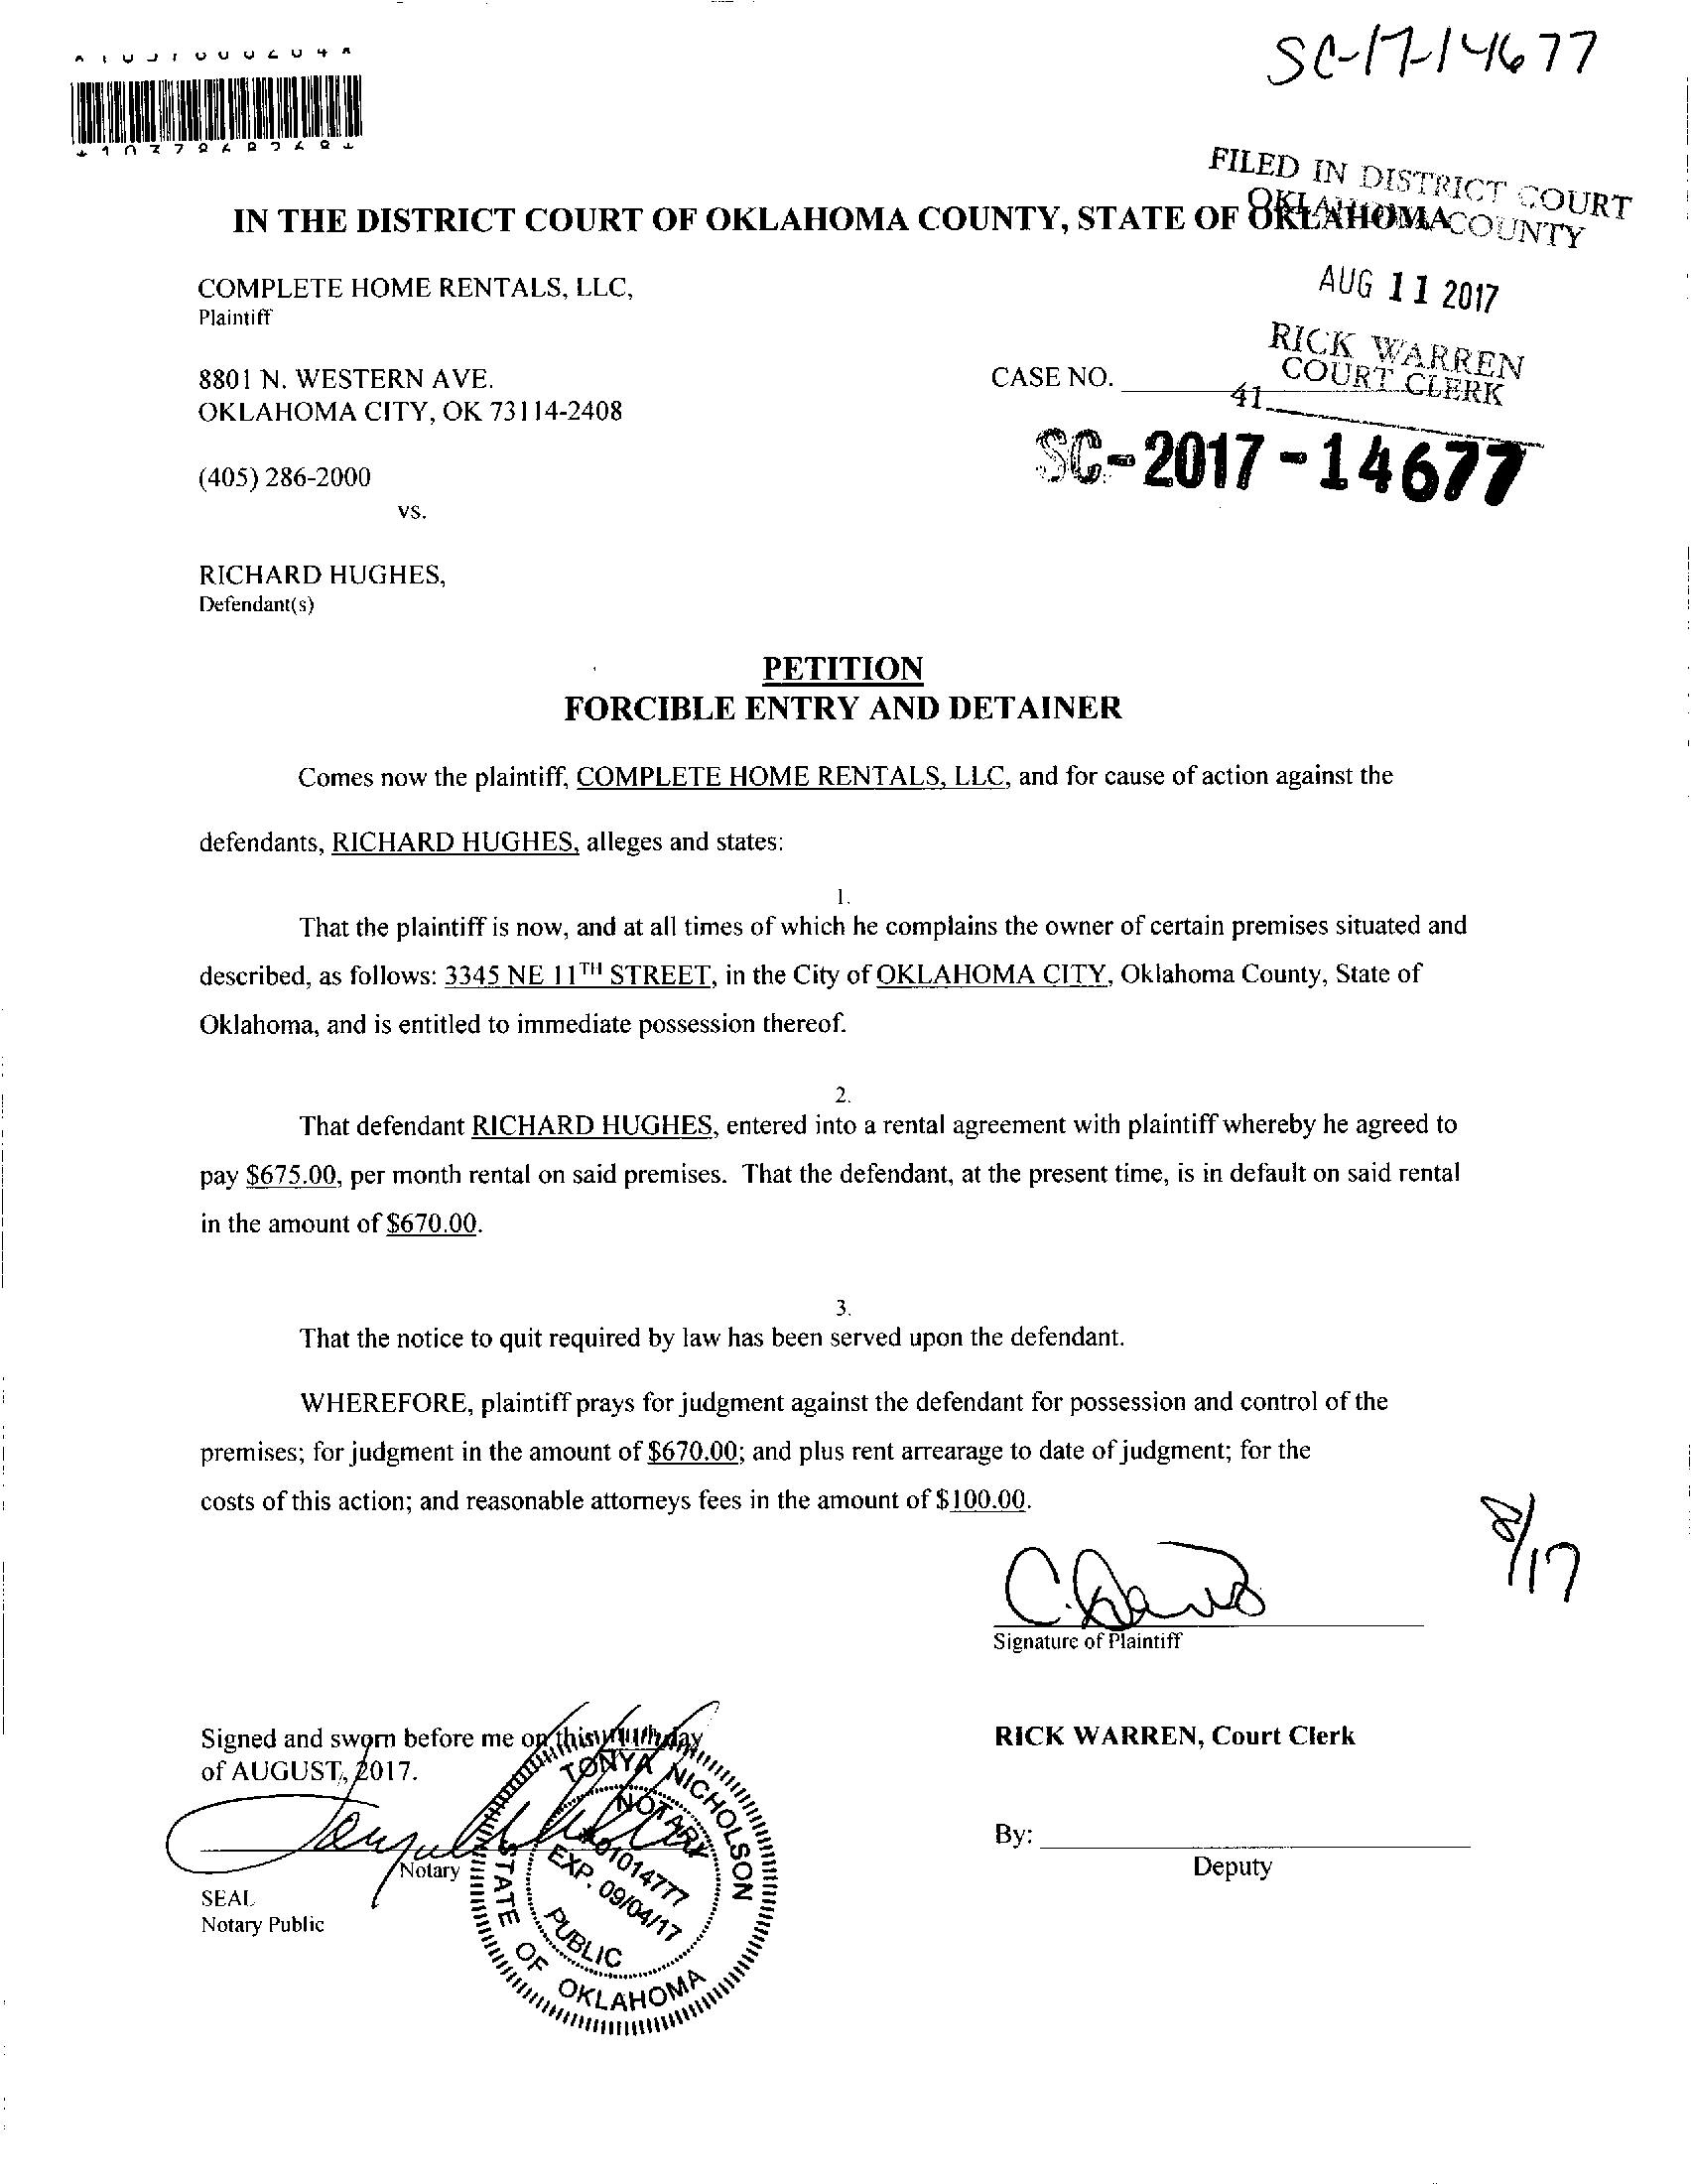 SC-17-14677
FILED IN DISTRICT COURT
OKLAHOMA COUNTY
IN THE DISTRICT COURT OF OKLAHOMA COUNTY, STATE OF OKLAHOMA
COMPLETE HOME RENTALS, LLC,
Plaintiff
AUG 11 2017
RICK WARREN
COURT CLERK
8801 N. WESTERN AVE.
OKLAHOMA CITY, OK 73114-2408
CASE NO.
41
SC-2017-14677
(405) 286-2000
vs.
RICHARD HUGHES,
Defendant(s)
PETITION
FORCIBLE ENTRY AND DETAINER
Comes now the plaintiff, COMPLETE HOME RENTALS, LLC, and for cause of action against the
defendants, RICHARD HUGHES, alleges and states:
1.
That the plaintiff is now, and at all times of which he complains the owner of certain premises situated and
described, as follows: 3345 NE 11TH STREET, in the City of OKLAHOMA CITY, Oklahoma County, State of
Oklahoma, and is entitled to immediate possession thereof.
2.
That defendant RICHARD HUGHES, entered into a rental agreement with plaintiff whereby he agreed to
pay $675.00, per month rental on said premises. That the defendant, at the present time, is in default on said rental
in the amount of $670.00.
3.
That the notice to quit required by law has been served upon the defendant.
WHEREFORE, plaintiff prays for judgment against the defendant for possession and control of the
premises; for judgment in the amount of $670.00; and plus rent arrearage to date of judgment; for the
costs of this action; and reasonable attorneys fees in the amount of $100.00.
8/17
Signature of Plaintiff
Signed and sworn before me on this day
of AUGUST, 2017.
RICK WARREN, Court Clerk
By:
Deputy
Notary
SEAL
Notary Public
TONYA NICHOLSON
NOTARY
01014777
EXP. 09/04/17
PUBLIC
STATE OF OKLAHOMA